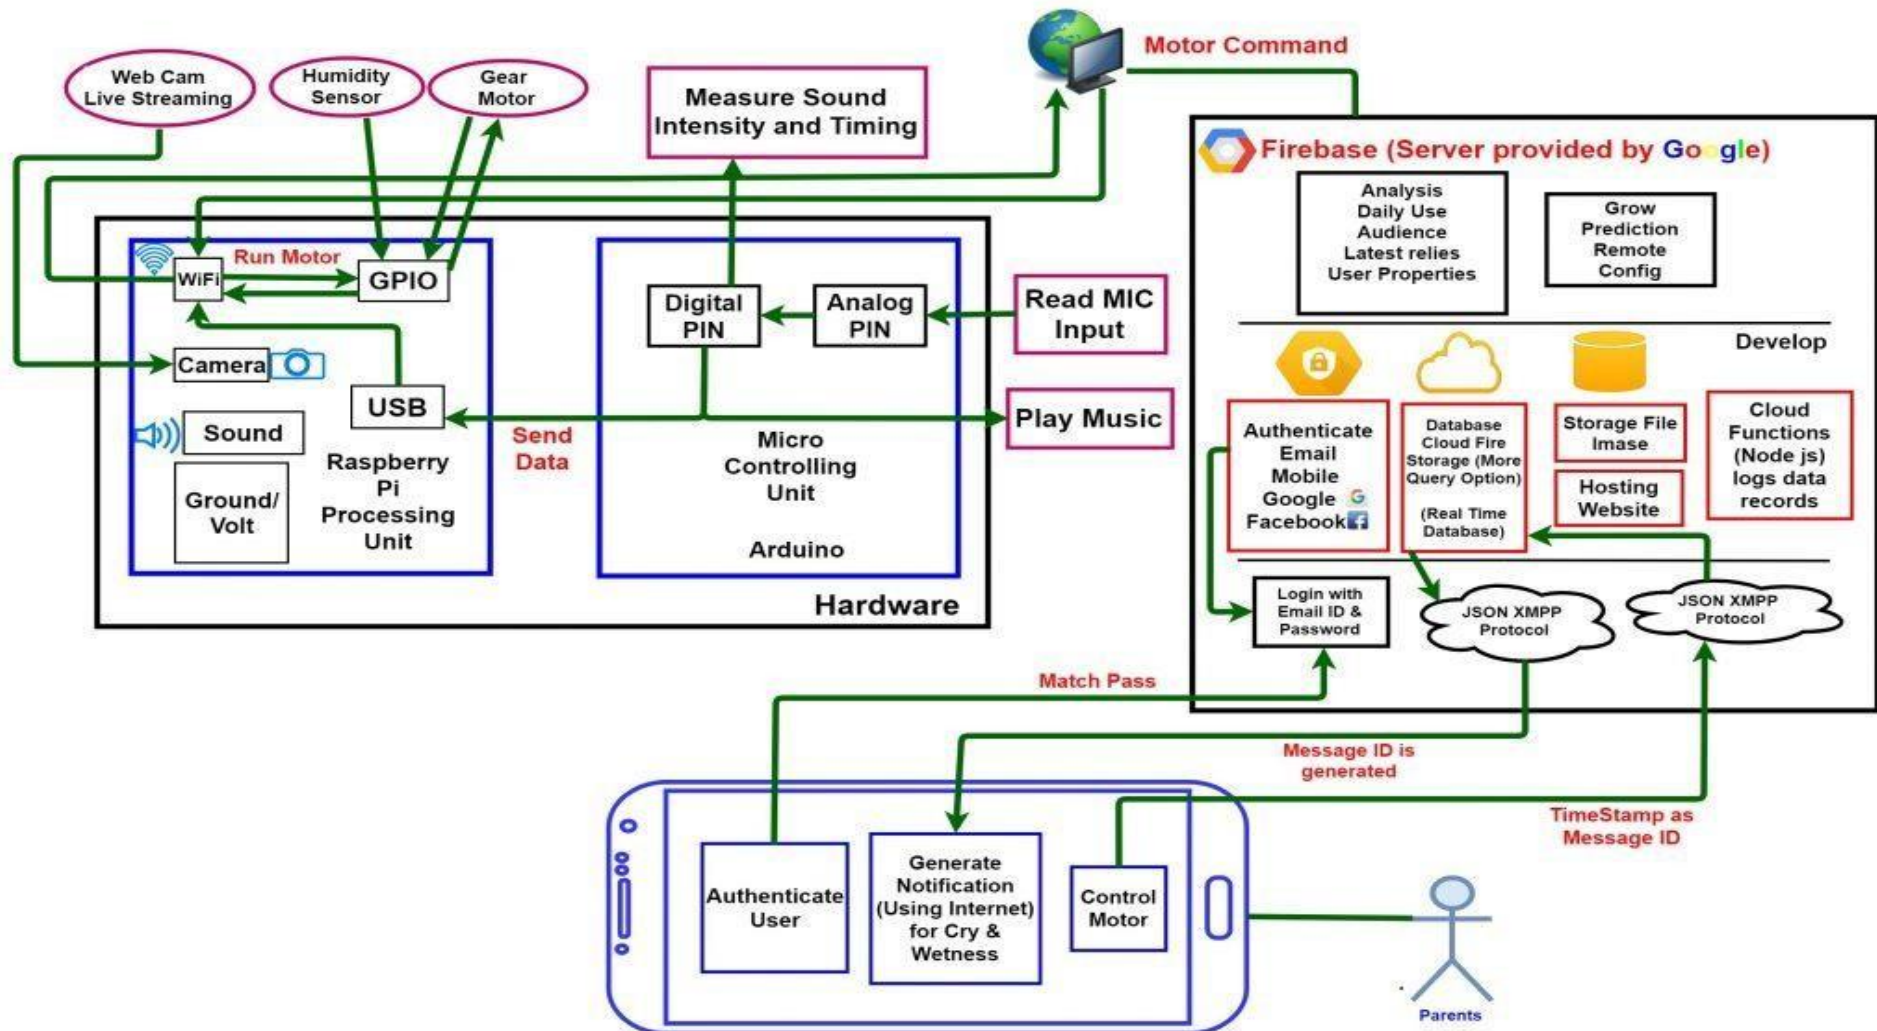 Web Cam
Live Streaming
Humidity
Sensor
Gear
Motor
Measure Sound
Intensity and Timing
Motor Command
WiFi
Run Motor
GPIO
Camera
USB
Sound
Ground/
Volt
Raspberry
Pi
Processing
Unit
Send
Data
Digital
PIN
Analog
PIN
Micro
Controlling
Unit
Arduino
Hardware
Read MIC
Input
Play Music
Firebase (Server provided by Google)
Analysis
Daily Use
Audience
Latest relies
User Properties
Grow
Prediction
Remote
Config
Develop
Authenticate
Email
Mobile
Google G
Facebook f
Database
Cloud Fire
Storage (More
Query Option)
(Real Time
Database)
Storage File
Imase
Hosting
Website
Cloud
Functions
(Node js)
logs data
records
Login with
Email ID &
Password
JSON XMPP
Protocol
JSON XMPP
Protocol
Match Pass
Message ID is
generated
TimeStamp as
Message ID
Authenticate
User
Generate
Notification
(Using Internet)
for Cry &
Wetness
Control
Motor
Parents